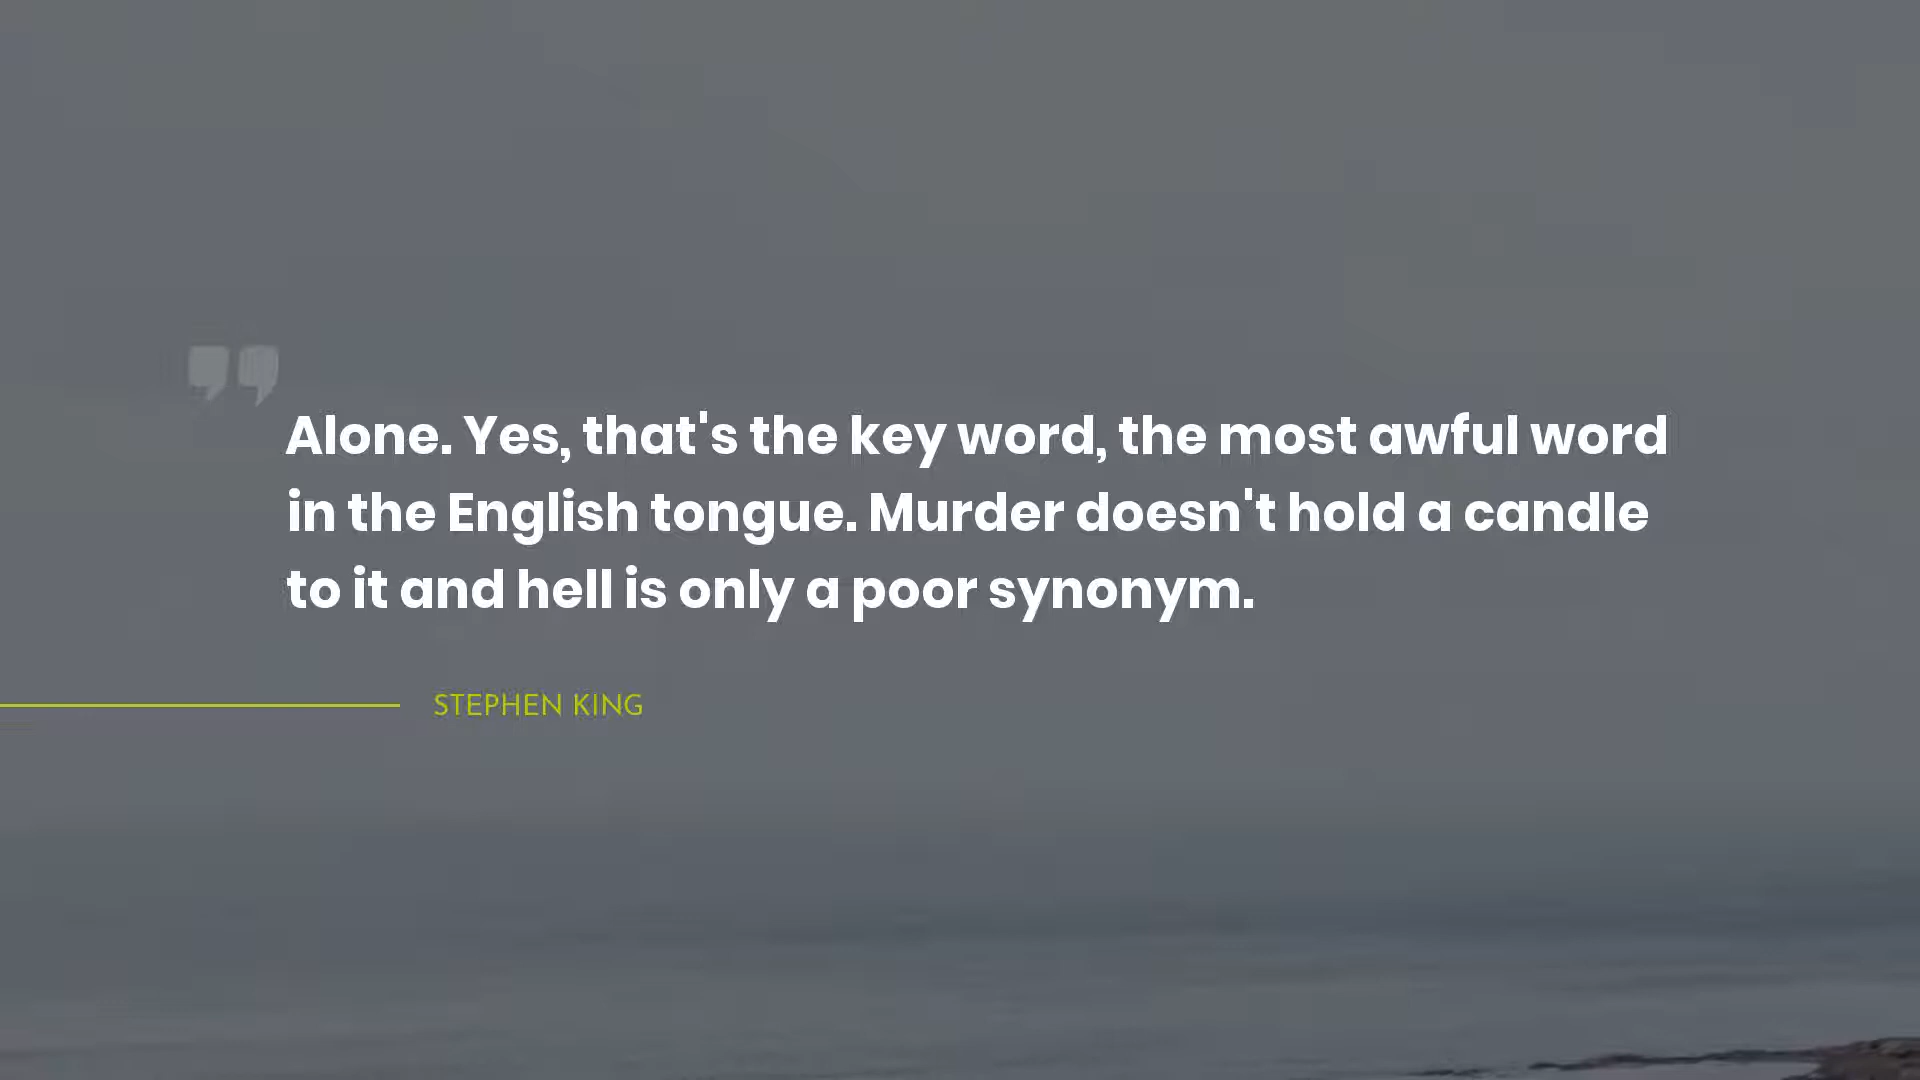 Alone. Yes, that's the key word, the most awful word
in the English tongue. Murder doesn't hold a candle
to it and hell is only a poor synonym.
STEPHEN KING